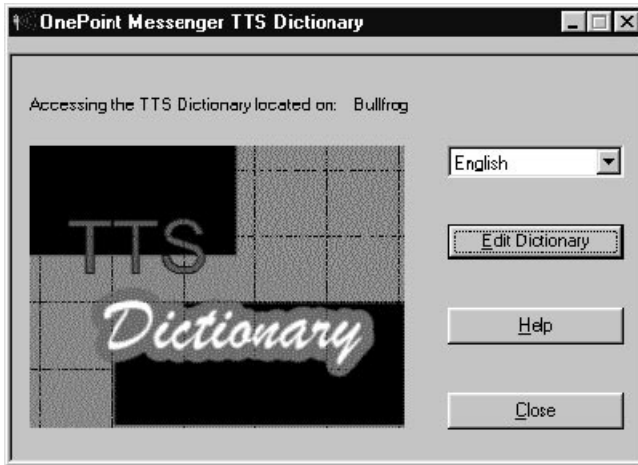 OnePoint Messenger TTS Dictionary
Accessing the TTS Dictionary located on: Bullfrog
English
TTS
Dictionary
Edit Dictionary
Help
Close